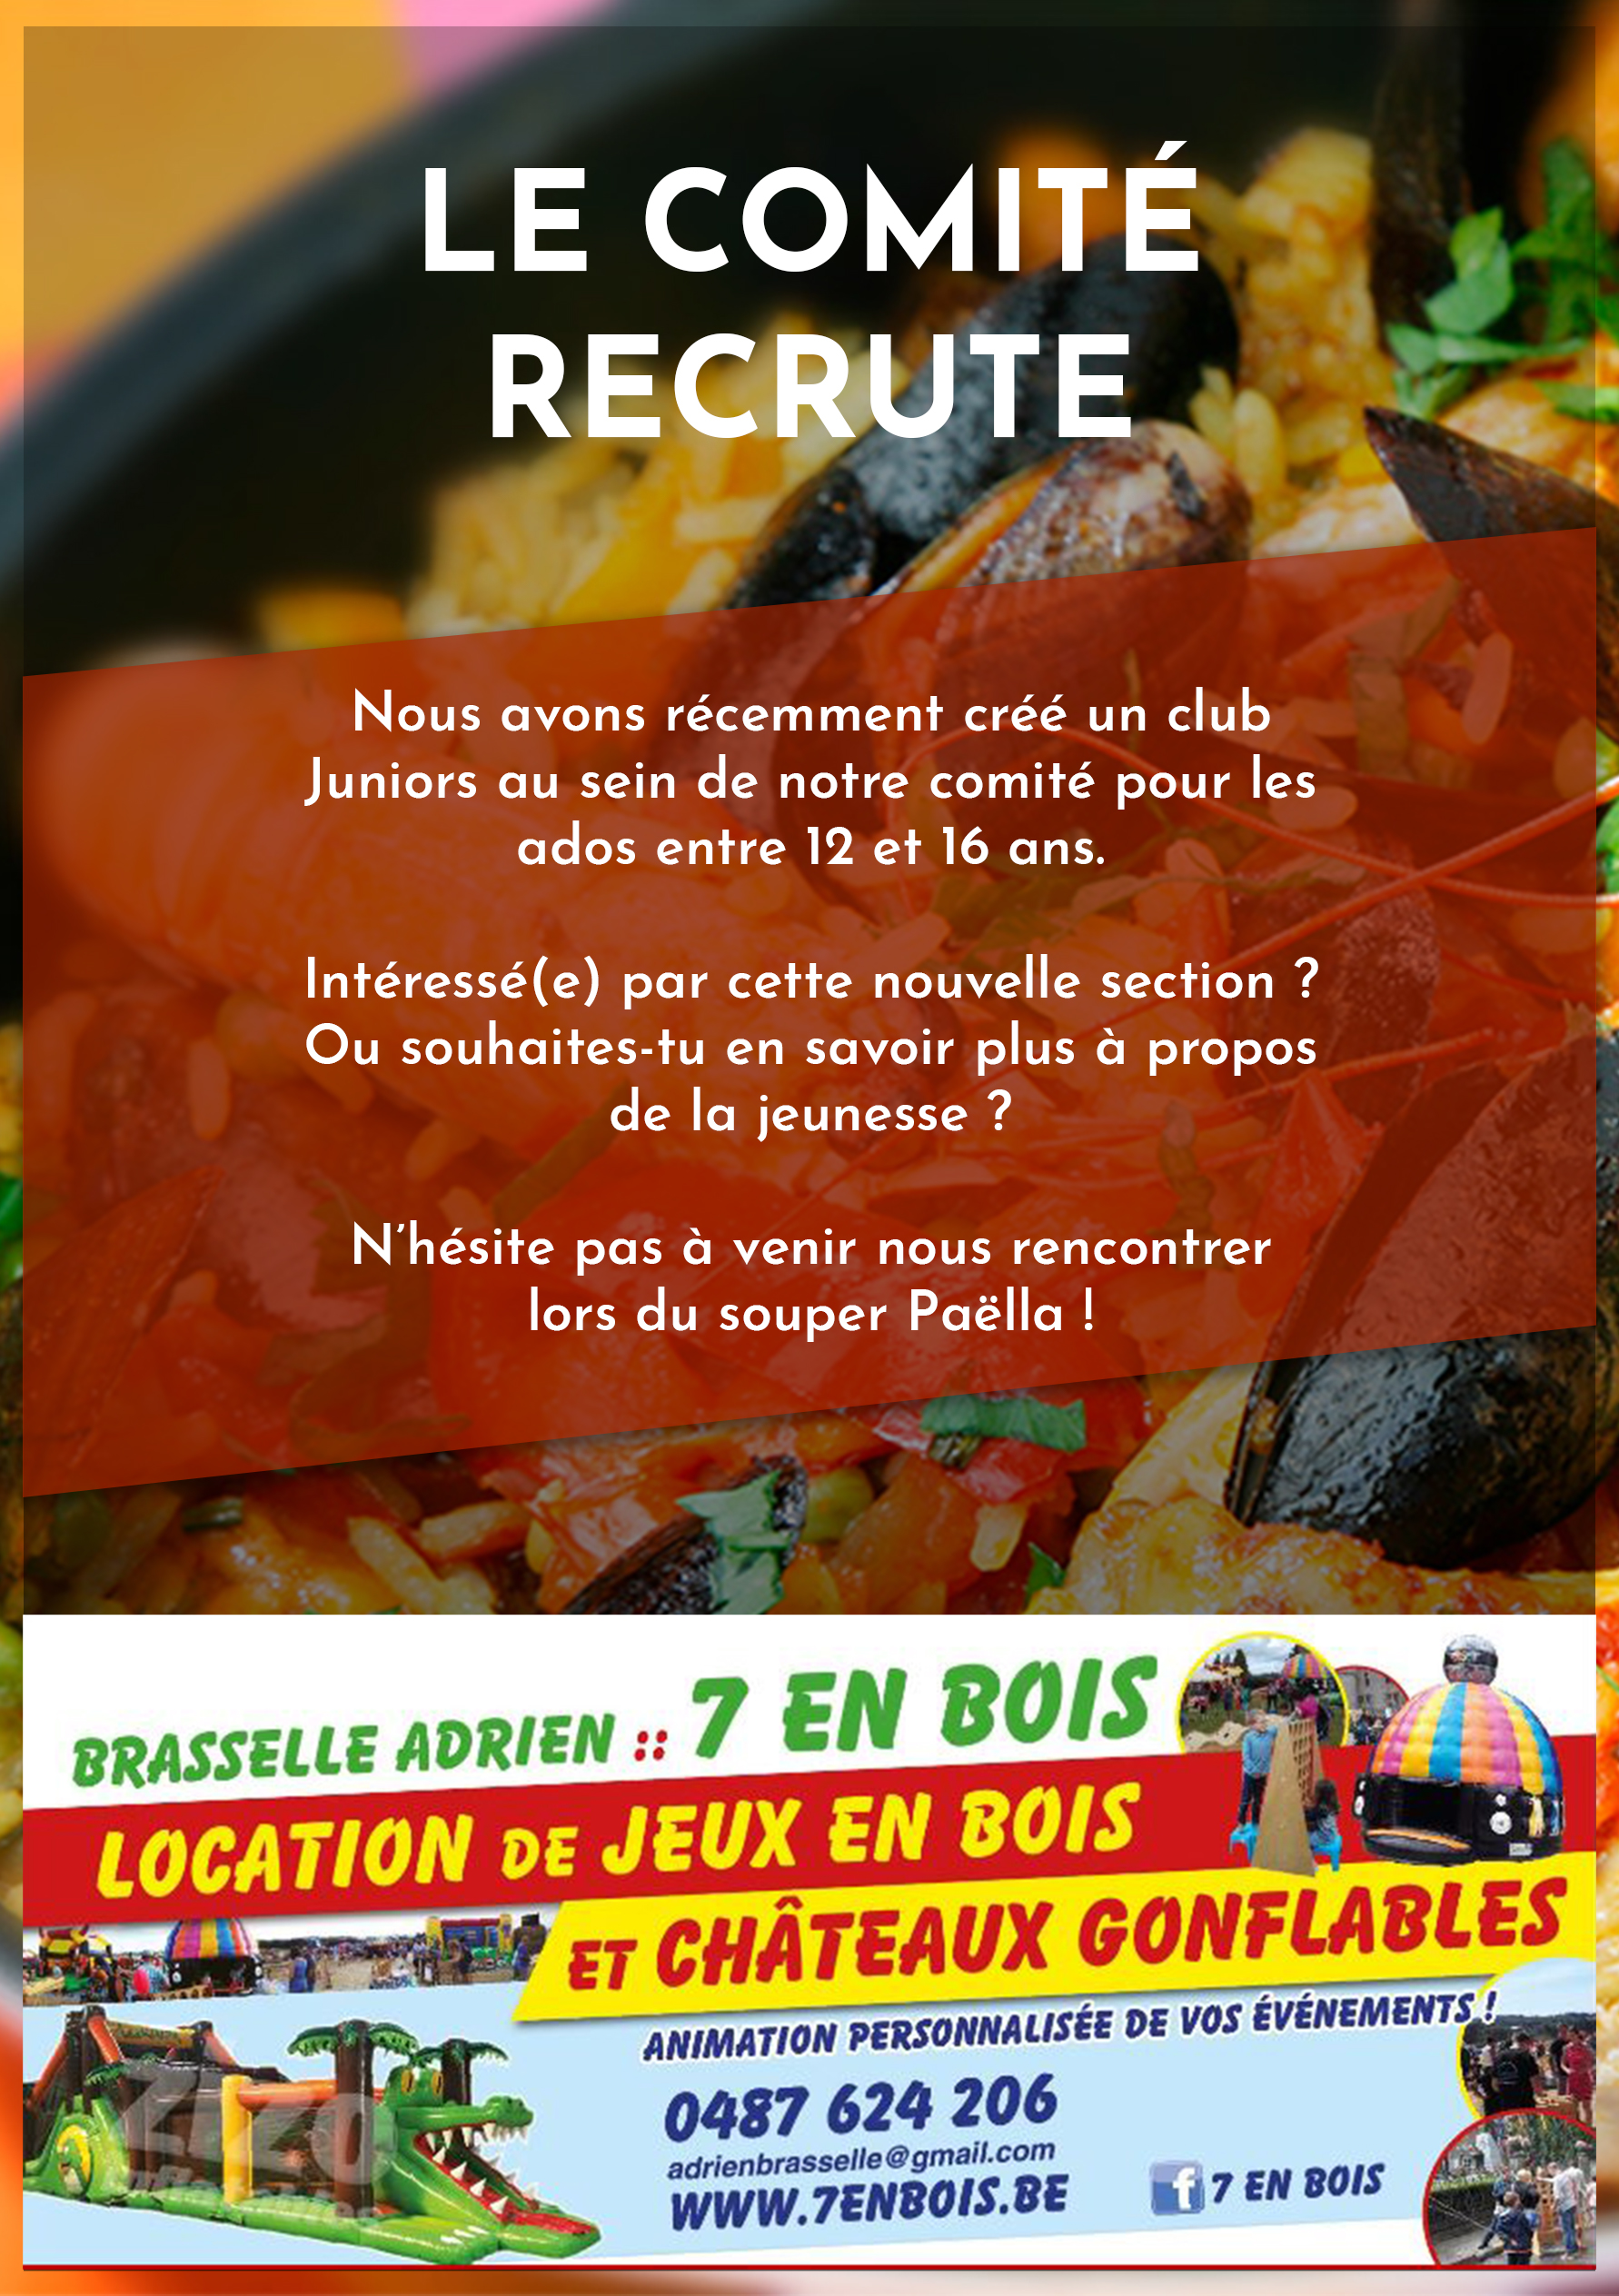 LE COMITÉ
RECRUTE
Nous avons récemment créé un club
Juniors au sein de notre comité pour les
ados entre 12 et 16 ans.
Intéressé(e) par cette nouvelle section ?
Ou souhaites-tu en savoir plus à propos
de la jeunesse ?
N'hésite pas à venir nous rencontrer
lors du souper Paëlla !
BRASSELLE ADRIEN :: 7 EN BOIS
LOCATION DE JEUX EN BOIS
ET CHÂTEAUX GONFLABLES
ANIMATION PERSONNALISÉE DE VOS ÉVÉNEMENTS !
0487 624 206
adrienbrasselle@gmail.com
WWW.7ENBOIS.BE
f 7 EN BOIS